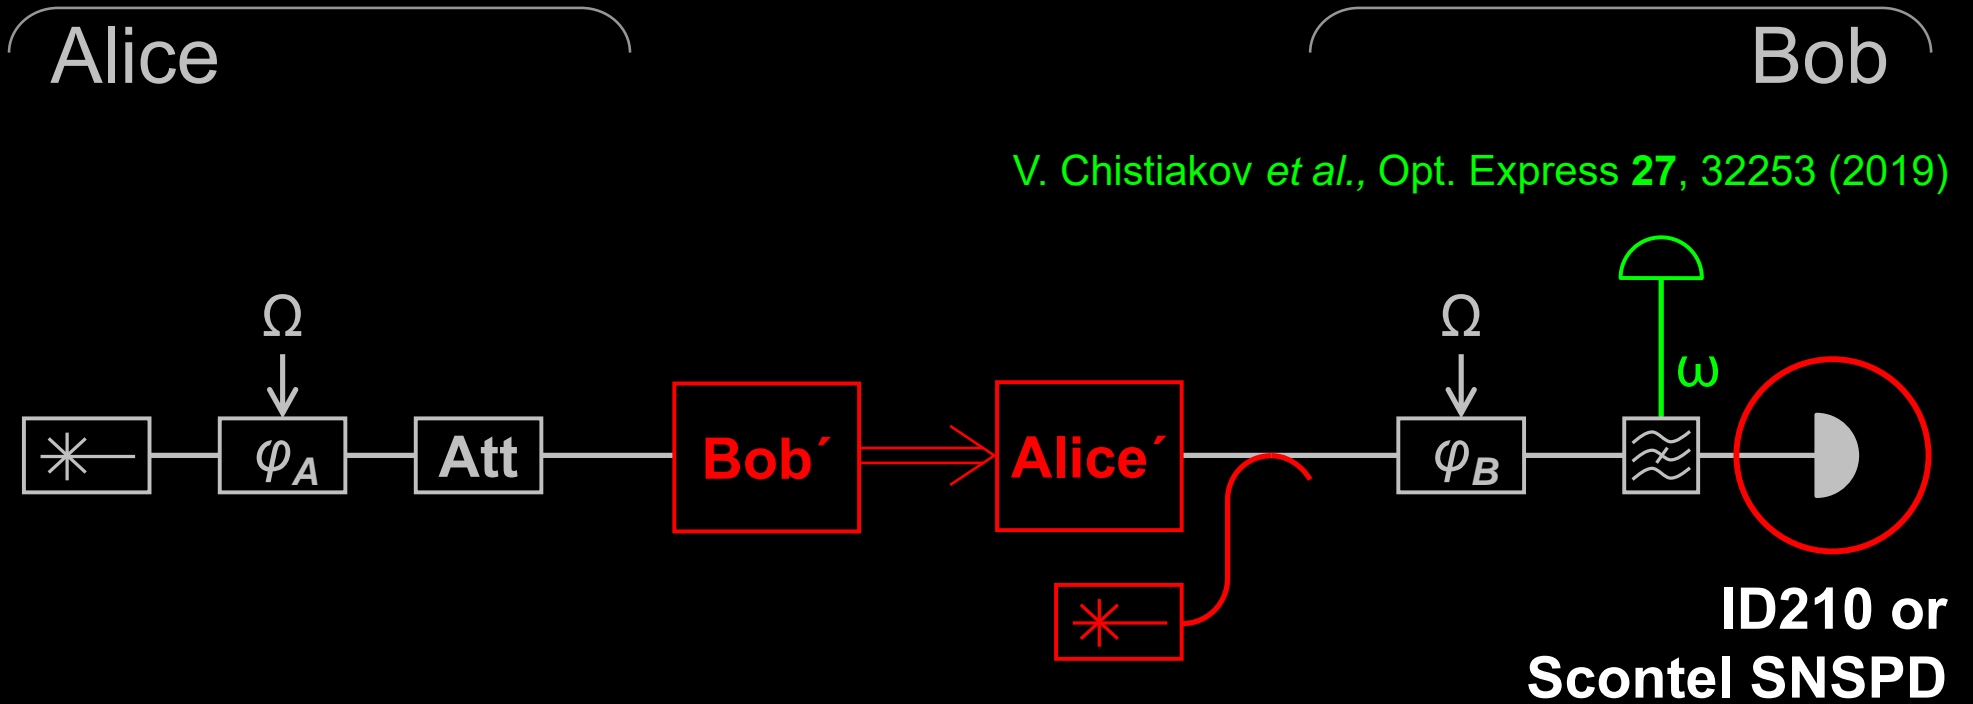 Alice
Bob
V. Chistiakov et al., Opt. Express 27, 32253 (2019)
Ω
Ω
ω
φA
Att
Bob´
Alice´
φB
ID210 or
Scontel SNSPD